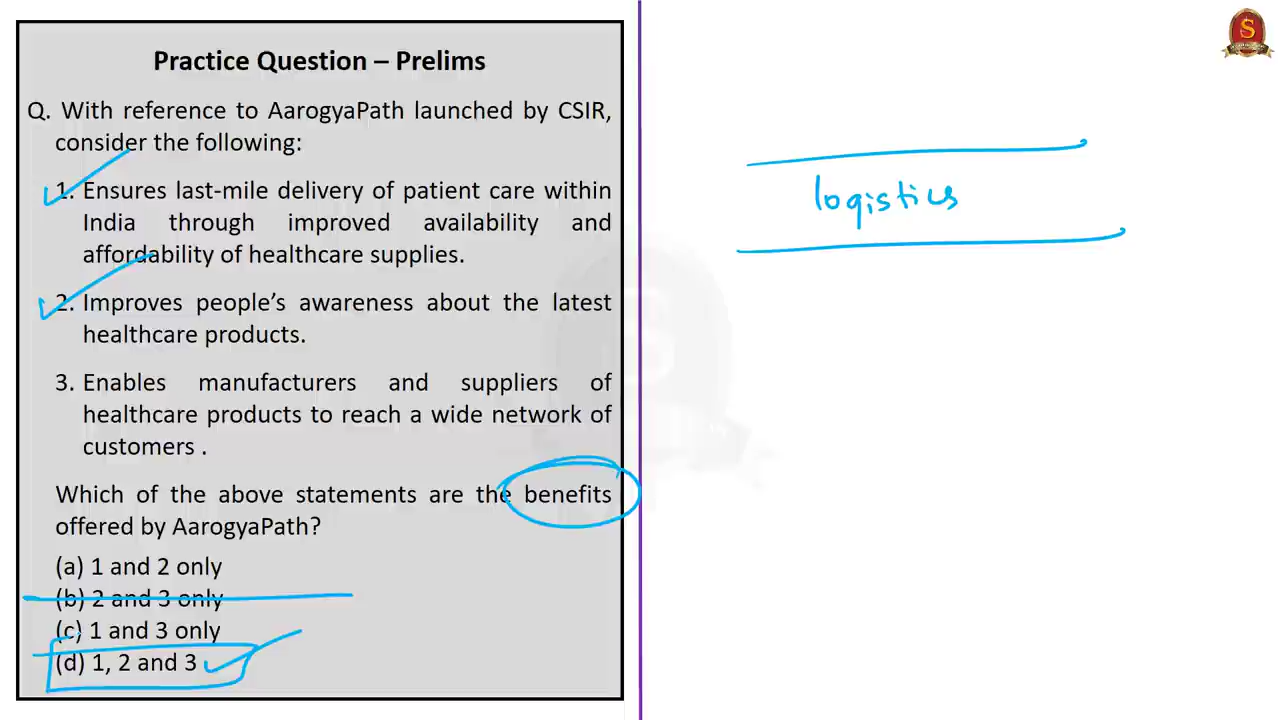 Practice Question – Prelims
Q. With reference to AarogyaPath launched by CSIR,
consider the following:
1. Ensures last-mile delivery of patient care within
India through improved availability and
affordability of healthcare supplies.
2. Improves people's awareness about the latest
healthcare products.
3. Enables manufacturers and suppliers of
healthcare products to reach a wide network of
customers .
Which of the above statements are the benefits
offered by AarogyaPath?
(a) 1 and 2 only
(b) 2 and 3 only
(c) 1 and 3 only
(d) 1, 2 and 3
logistics
S